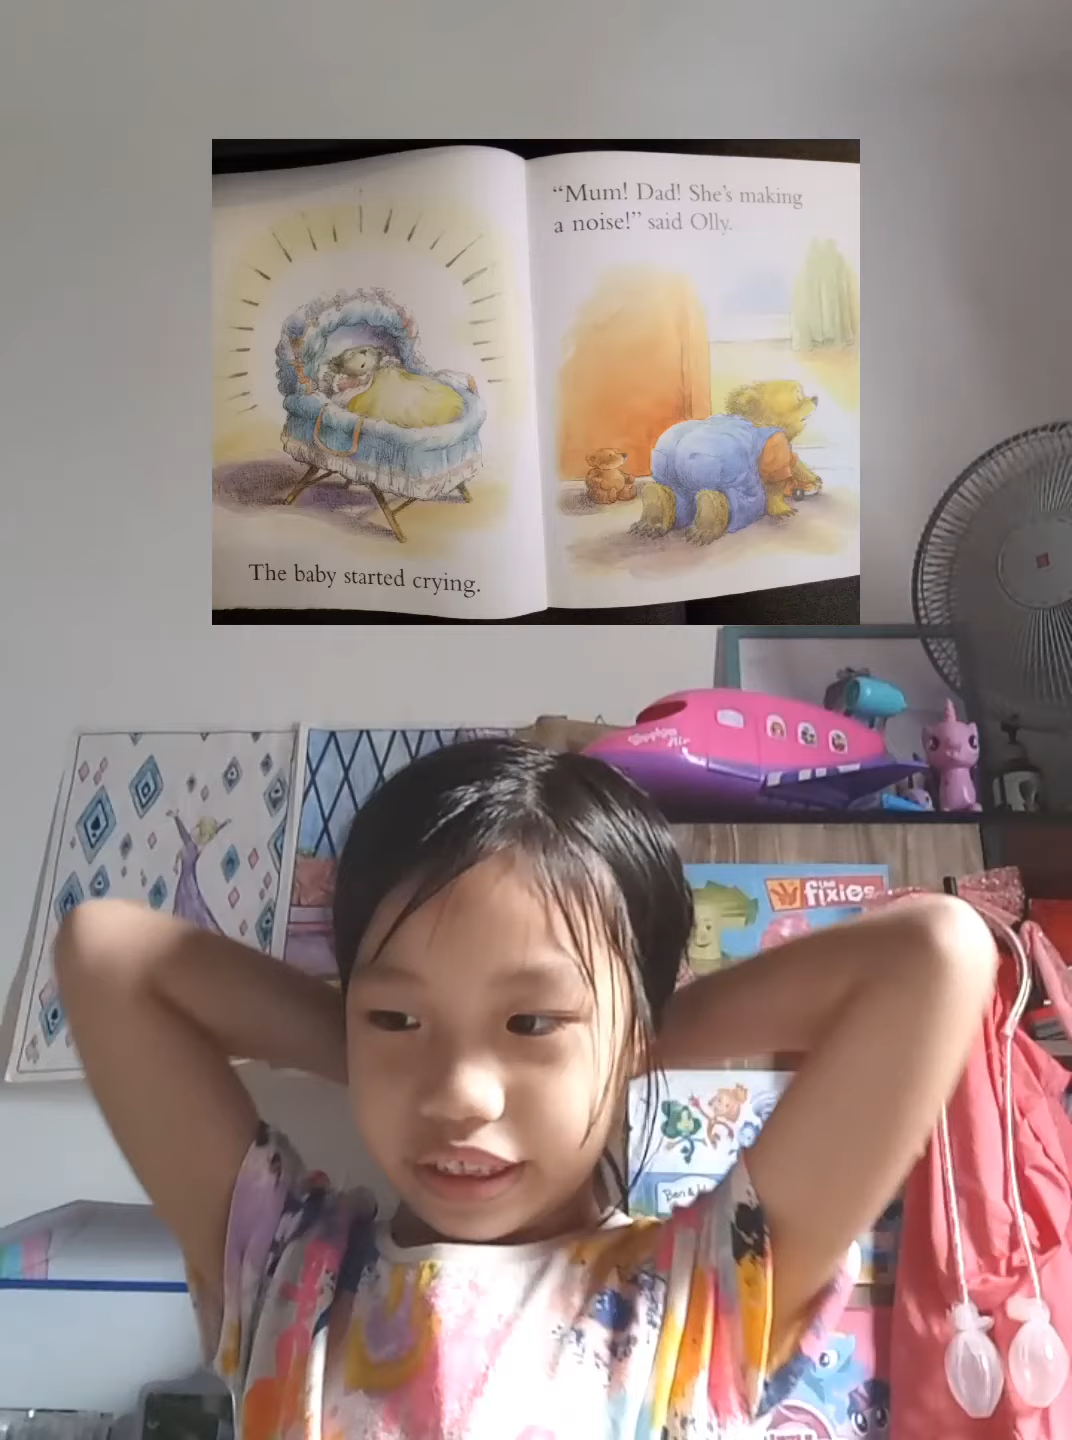 "Mum! Dad! She's making
a noise!" said Olly.
The baby started crying.
the
fixies